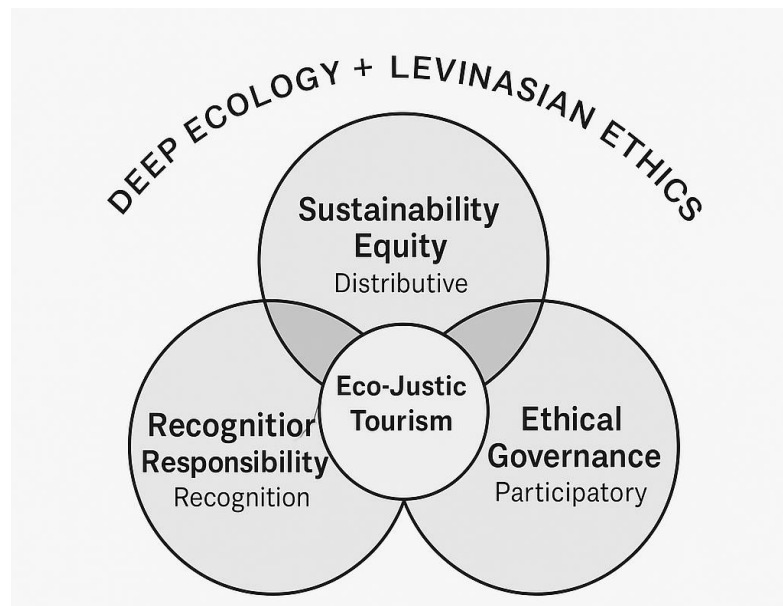 DEEP ECOLOGY + LEVINASIAN ETHICS
Sustainability
Equity
Distributive
Eco-Justic
Tourism
Recognitior
Responsibility
Recognition
Ethical
Governance
Participatory